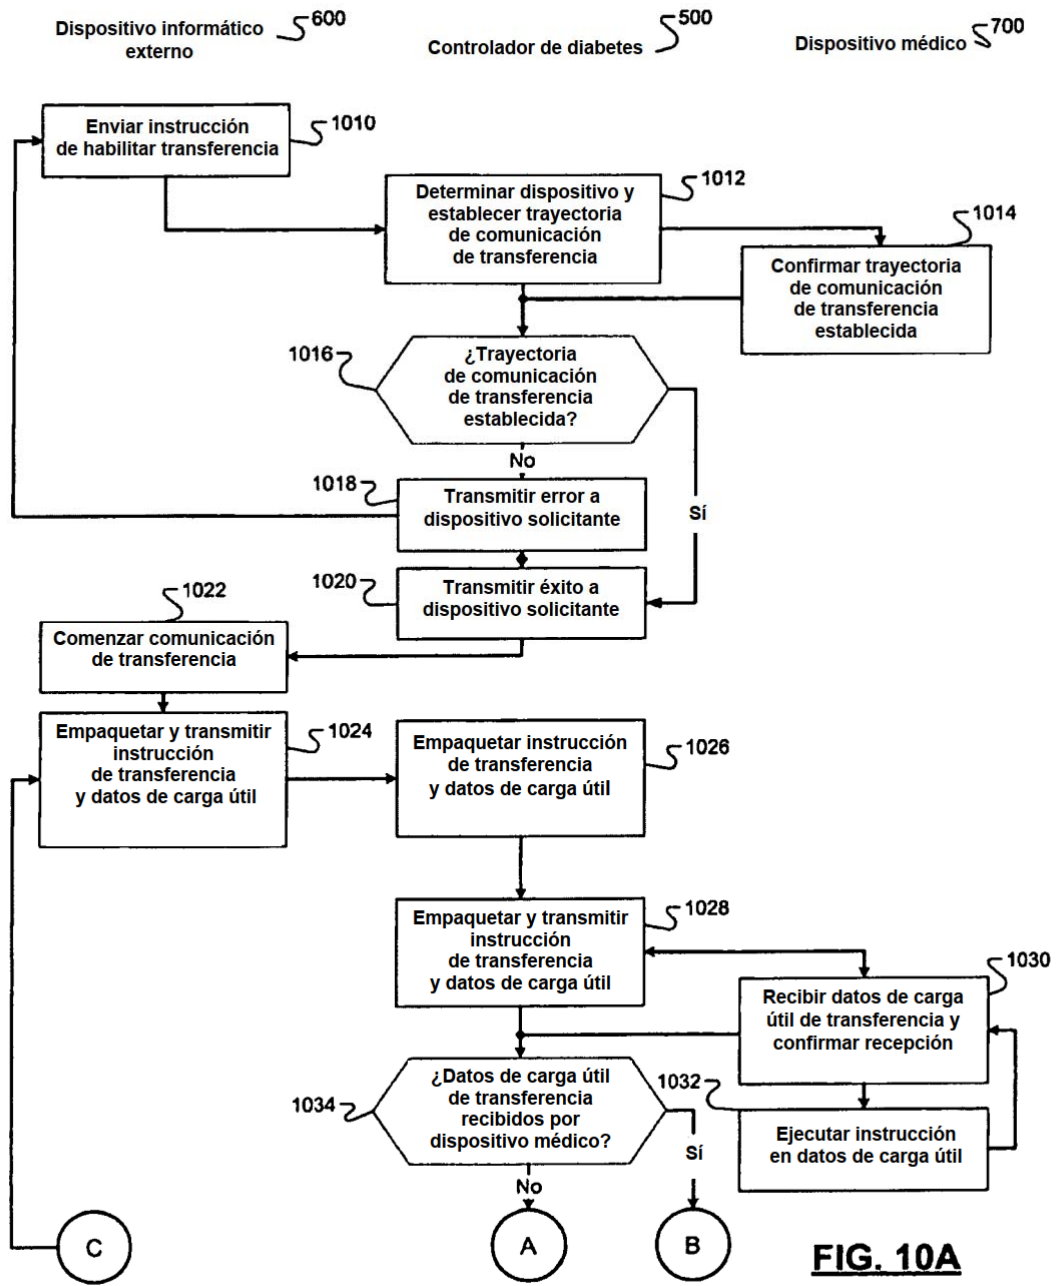 Dispositivo informático
externo
600
Controlador de diabetes
500
Dispositivo médico
700
Enviar instrucción
de habilitar transferencia
1010
Determinar dispositivo y
establecer trayectoria
de comunicación
de transferencia
1012
1014
Confirmar trayectoria
de comunicación
de transferencia
establecida
1016
¿Trayectoria
de comunicación
de transferencia
establecida?
No
Sí
1018
Transmitir error a
dispositivo solicitante
1020
Transmitir éxito a
dispositivo solicitante
1022
Comenzar comunicación
de transferencia
Empaquetar y transmitir
instrucción
de transferencia
y datos de carga útil
1024
Empaquetar instrucción
de transferencia
y datos de carga útil
1026
Empaquetar y transmitir
instrucción
de transferencia
y datos de carga útil
1028
1030
Recibir datos de carga
útil de transferencia y
confirmar recepción
1032
Ejecutar instrucción
en datos de carga útil
1034
¿Datos de carga útil
de transferencia
recibidos por
dispositivo médico?
Sí
No
C
A
B
FIG. 10A